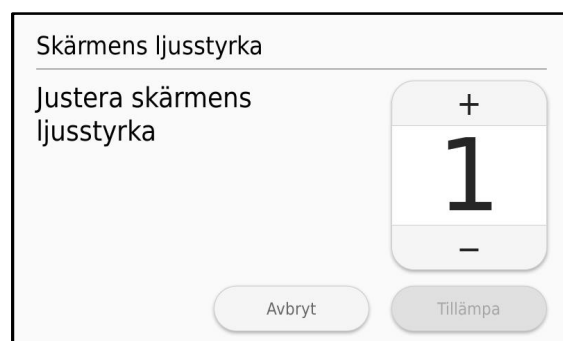 Skärmens ljusstyrka
Justera skärmens
ljusstyrka
+
1
−
Avbryt
Tillämpa